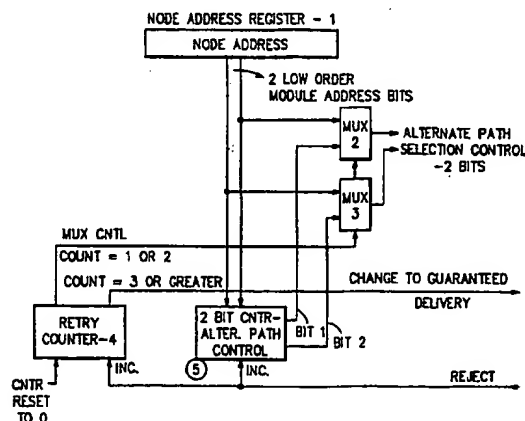 NODE ADDRESS REGISTER - 1
NODE ADDRESS
2 LOW ORDER
MODULE ADDRESS BITS
MUX
2
ALTERNATE PATH
SELECTION CONTROL
-2 BITS
MUX
3
MUX CNTL
COUNT = 1 OR 2
COUNT = 3 OR GREATER
CHANGE TO GUARANTEED
DELIVERY
RETRY
COUNTER-4
2 BIT CNTR-
ALTER. PATH
CONTROL
BIT 1
BIT 2
5
INC.
INC.
REJECT
CNTR
RESET
TO 0